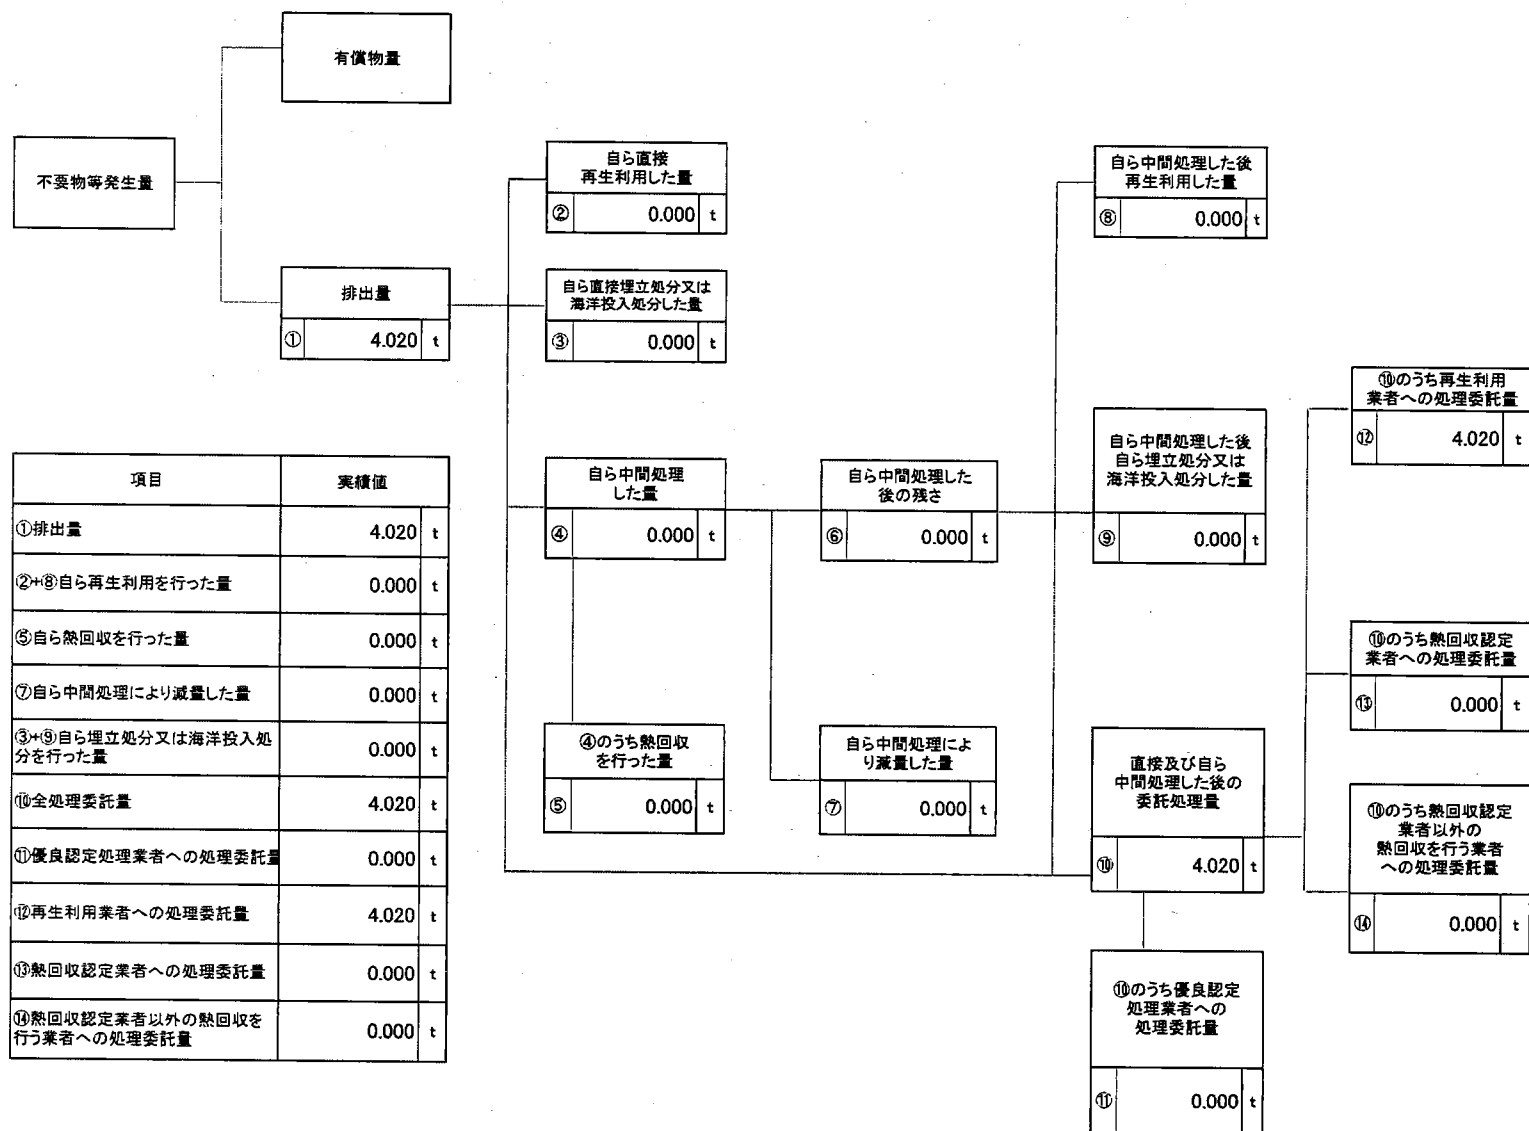 有償物量
不要物等発生量
排出量
① 4.020 t
自ら直接
再生利用した量
② 0.000 t
自ら直接埋立処分又は
海洋投入処分した量
③ 0.000 t
自ら中間処理
した量
④ 0.000 t
④のうち熱回収
を行った量
⑤ 0.000 t
自ら中間処理した
後の残さ
⑥ 0.000 t
自ら中間処理によ
り減量した量
⑦ 0.000 t
自ら中間処理した後
再生利用した量
⑧ 0.000 t
自ら中間処理した後
自ら埋立処分又は
海洋投入処分した量
⑨ 0.000 t
直接及び自ら
中間処理した後の
委託処理量
⑩ 4.020 t
⑩のうち優良認定
処理業者への
処理委託量
⑪ 0.000 t
⑩のうち再生利用
業者への処理委託量
⑫ 4.020 t
⑩のうち熱回収認定
業者への処理委託量
⑬ 0.000 t
⑩のうち熱回収認定
業者以外の
熱回収を行う業者
への処理委託量
⑭ 0.000 t
項目 実績値
①排出量 4.020 t
②+⑧自ら再生利用を行った量 0.000 t
⑤自ら熱回収を行った量 0.000 t
⑦自ら中間処理により減量した量 0.000 t
③+⑨自ら埋立処分又は海洋投入処
分を行った量 0.000 t
⑩全処理委託量 4.020 t
⑪優良認定処理業者への処理委託量 0.000 t
⑫再生利用業者への処理委託量 4.020 t
⑬熱回収認定業者への処理委託量 0.000 t
⑭熱回収認定業者以外の熱回収を
行う業者への処理委託量 0.000 t